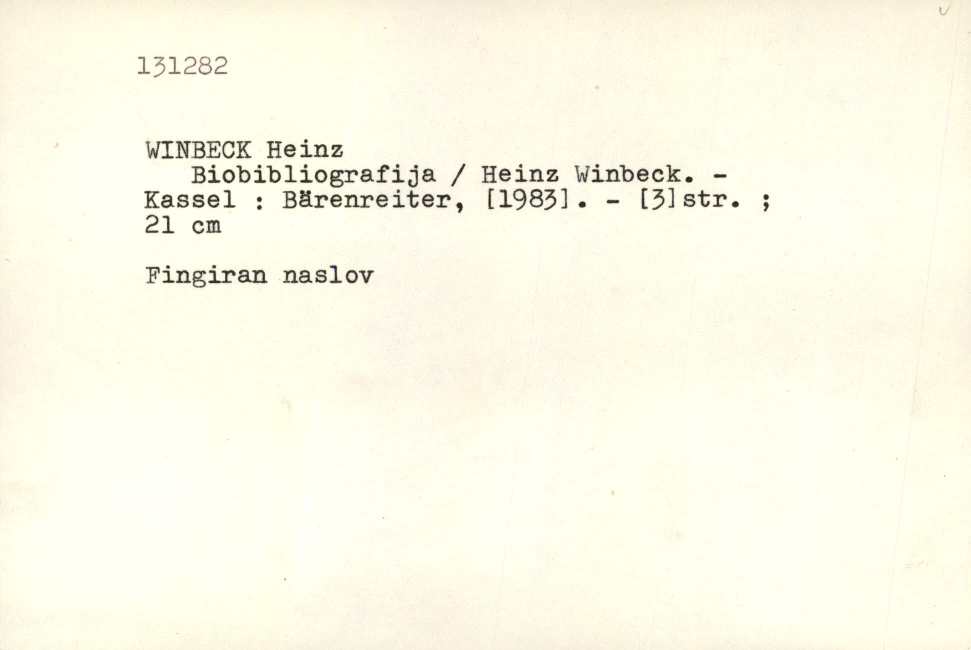 131282
WINBECK Heinz
Biobibliografija / Heinz Winbeck. -
Kassel : Bärenreiter, [1983]. - [3]str. ;
21 cm
Fingiran naslov